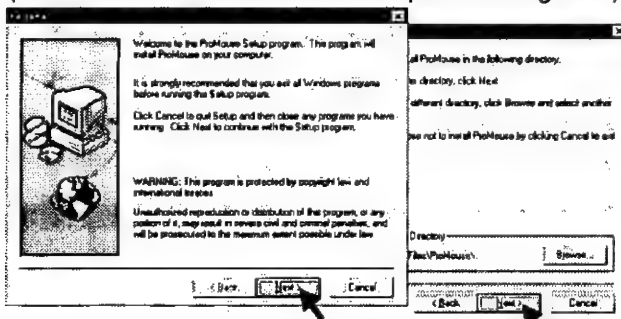 Welcome to the ProMouse Setup program. This program will
install ProMouse on your computer.
It is strongly recommended that you exit all Windows programs
before running this Setup program.
Click Cancel to quit Setup and then close any programs you have
running. Click Next to continue with the Setup program.
WARNING: This program is protected by copyright law and
international treaties.
Unauthorized reproduction or distribution of this program, or any
portion of it, may result in severe civil and criminal penalties, and
will be prosecuted to the maximum extent possible under law.
< Back
Next >
Cancel
all ProMouse in the following directory.
directory, click Next
different directory, click Browse and select another
not to install ProMouse by clicking Cancel to exit
Directory
Files\ProMouse\
Browse...
< Back
Next >
Cancel